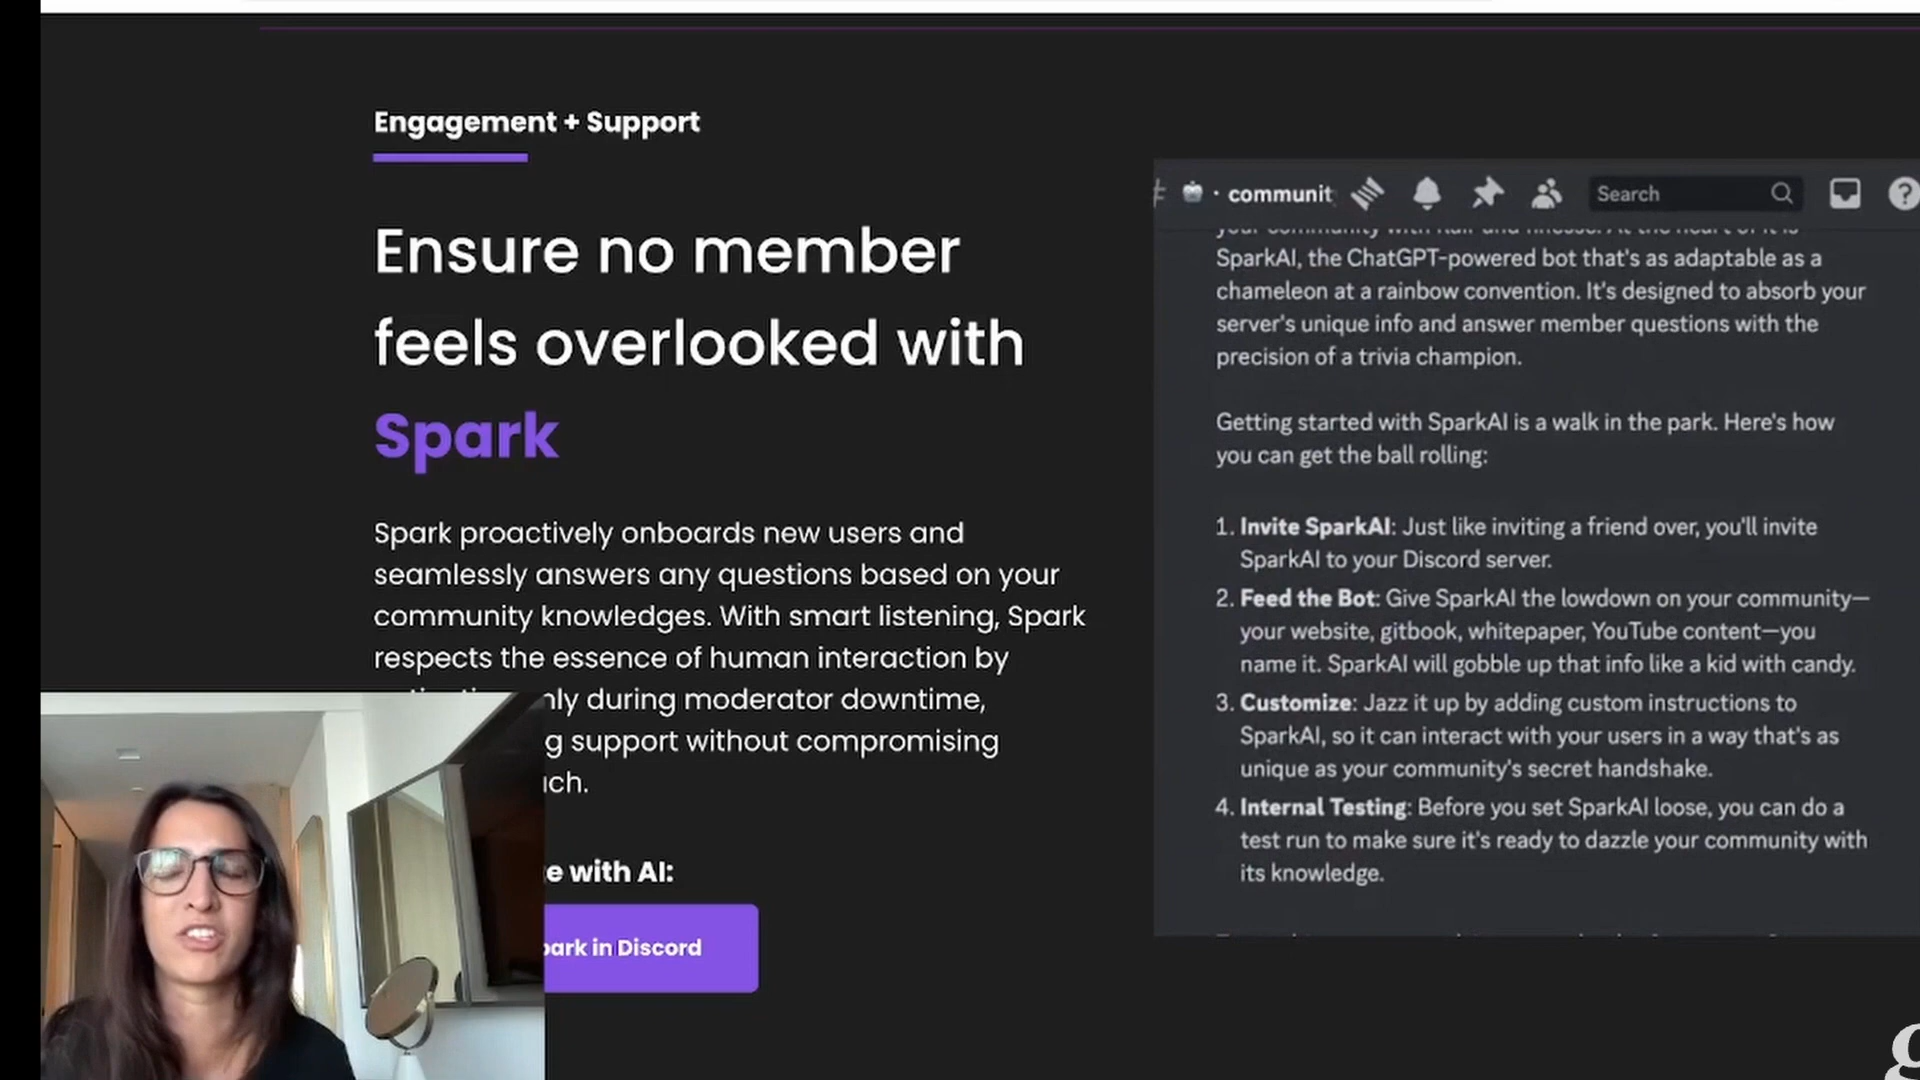 Engagement + Support
Ensure no member
feels overlooked with
Spark
Spark proactively onboards new users and
seamlessly answers any questions based on your
community knowledges. With smart listening, Spark
respects the essence of human interaction by
during moderator downtime,
support without compromising
with AI:
in Discord
# · communit
Search
?
SparkAI, the ChatGPT-powered bot that's as adaptable as a
chameleon at a rainbow convention. It's designed to absorb your
server's unique info and answer member questions with the
precision of a trivia champion.
Getting started with SparkAI is a walk in the park. Here's how
you can get the ball rolling:
1. Invite SparkAI: Just like inviting a friend over, you'll invite
SparkAI to your Discord server.
2. Feed the Bot: Give SparkAI the lowdown on your community—
your website, gitbook, whitepaper, YouTube content—you
name it. SparkAI will gobble up that info like a kid with candy.
3. Customize: Jazz it up by adding custom instructions to
SparkAI, so it can interact with your users in a way that's as
unique as your community's secret handshake.
4. Internal Testing: Before you set SparkAI loose, you can do a
test run to make sure it's ready to dazzle your community with
its knowledge.
g